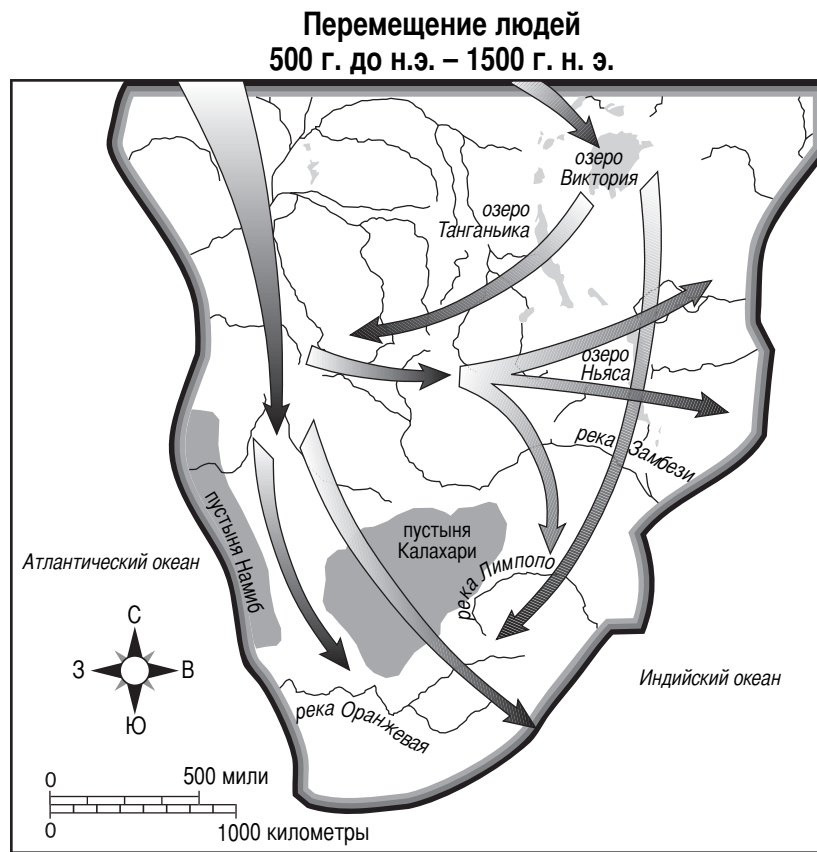 Перемещение людей
500 г. до н.э. – 1500 г. н. э.
озеро
Виктория
озеро
Танганьика
озеро
Ньяса
река Замбези
пустыня
Калахари
пустыня Намиб
Атлантический океан
река Лимпопо
С
З
В
Ю
Индийский океан
река Оранжевая
0
500 мили
0
1000 километры